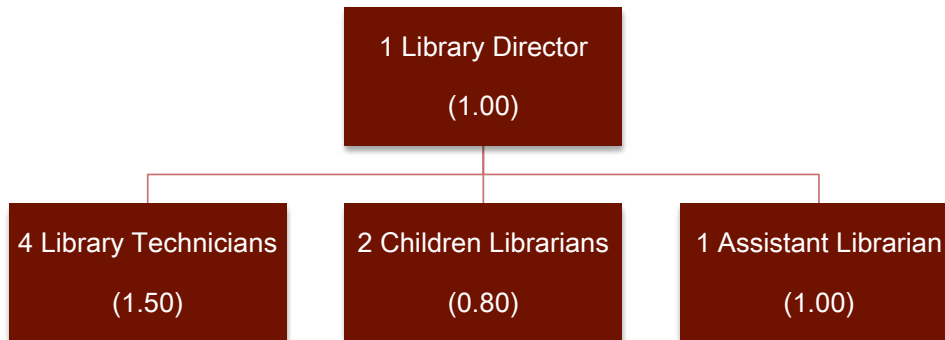 1 Library Director
(1.00)
4 Library Technicians
(1.50)
2 Children Librarians
(0.80)
1 Assistant Librarian
(1.00)